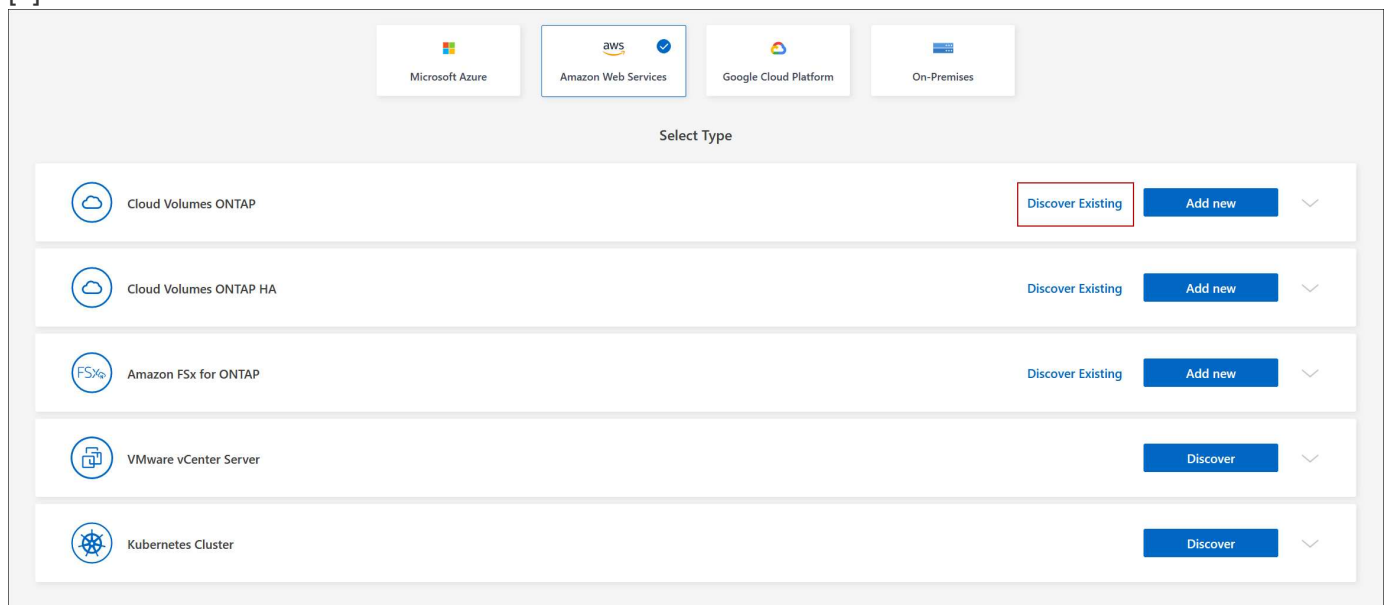 aws
Microsoft Azure
Amazon Web Services
Google Cloud Platform
On-Premises
Select Type
Cloud Volumes ONTAP
Discover Existing
Add new
Cloud Volumes ONTAP HA
Discover Existing
Add new
FSx
Amazon FSx for ONTAP
Discover Existing
Add new
VMware vCenter Server
Discover
Kubernetes Cluster
Discover